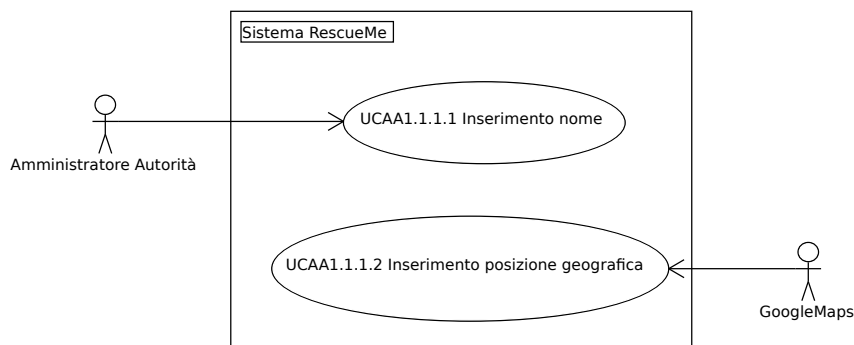 Sistema RescueMe
UCAA1.1.1.1 Inserimento nome
Amministratore Autorità
UCAA1.1.1.2 Inserimento posizione geografica
GoogleMaps